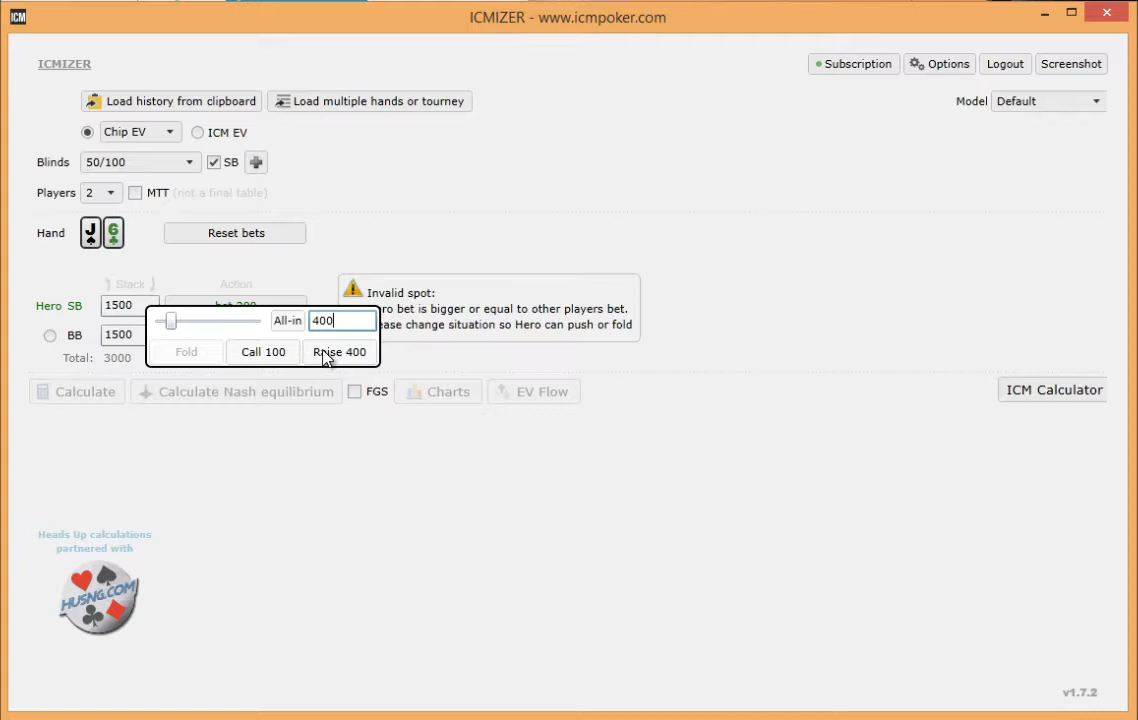 ICM ICMIZER - www.icmpoker.com
ICMIZER Subscription Options Logout Screenshot
Load history from clipboard Load multiple hands or tourney Model Default
Chip EV ICM EV
Blinds 50/100 SB
Players 2 MTT (not a final table)
Hand J 6 Reset bets
Stack Action
Invalid spot:
Hero SB 1500 bet 200 ro bet is bigger or equal to other players bet.
All-in 400 ease change situation so Hero can push or fold
BB 1500
Fold Call 100 Raise 400
Total: 3000
Calculate Calculate Nash equilibrium FGS Charts EV Flow ICM Calculator
Heads Up calculations
partnered with
HUSNG.COM
v1.7.2